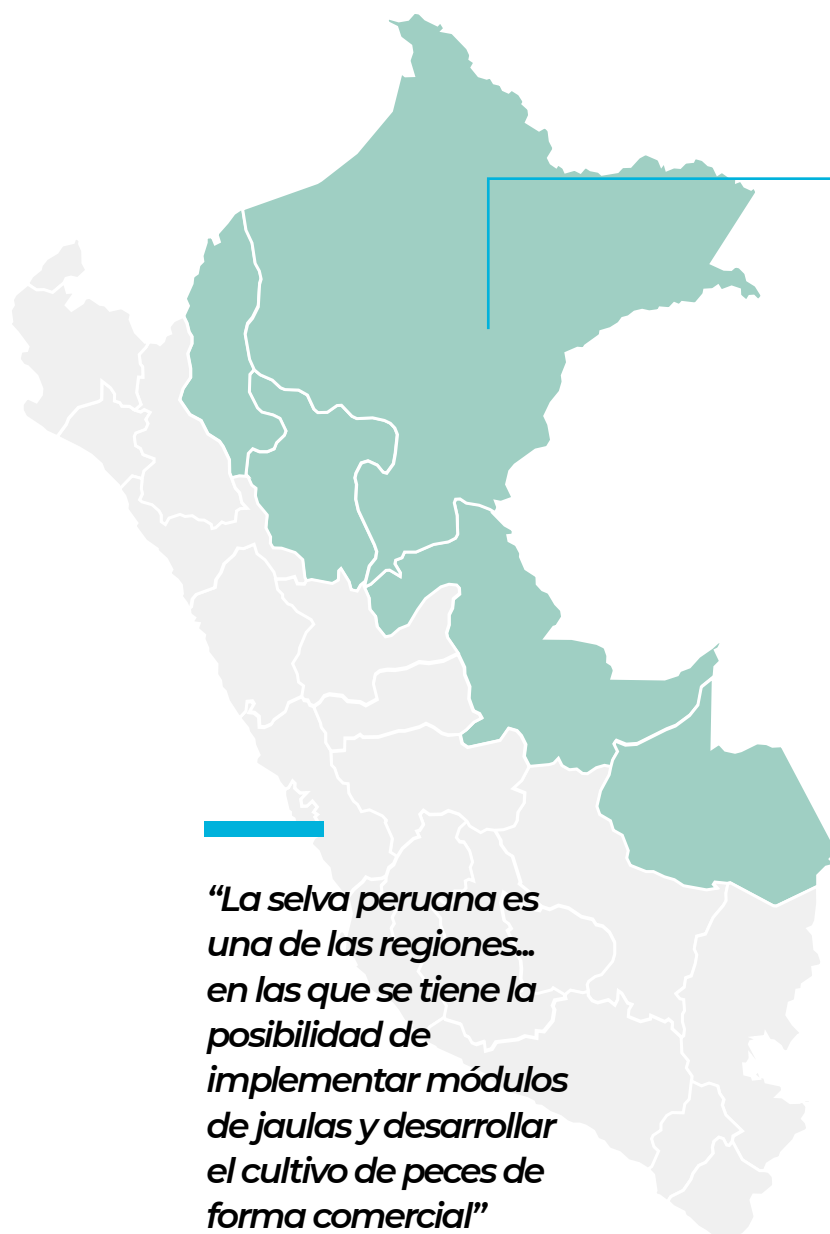 “La selva peruana es
una de las regiones...
en las que se tiene la
posibilidad de
implementar módulos
de jaulas y desarrollar
el cultivo de peces de
forma comercial”